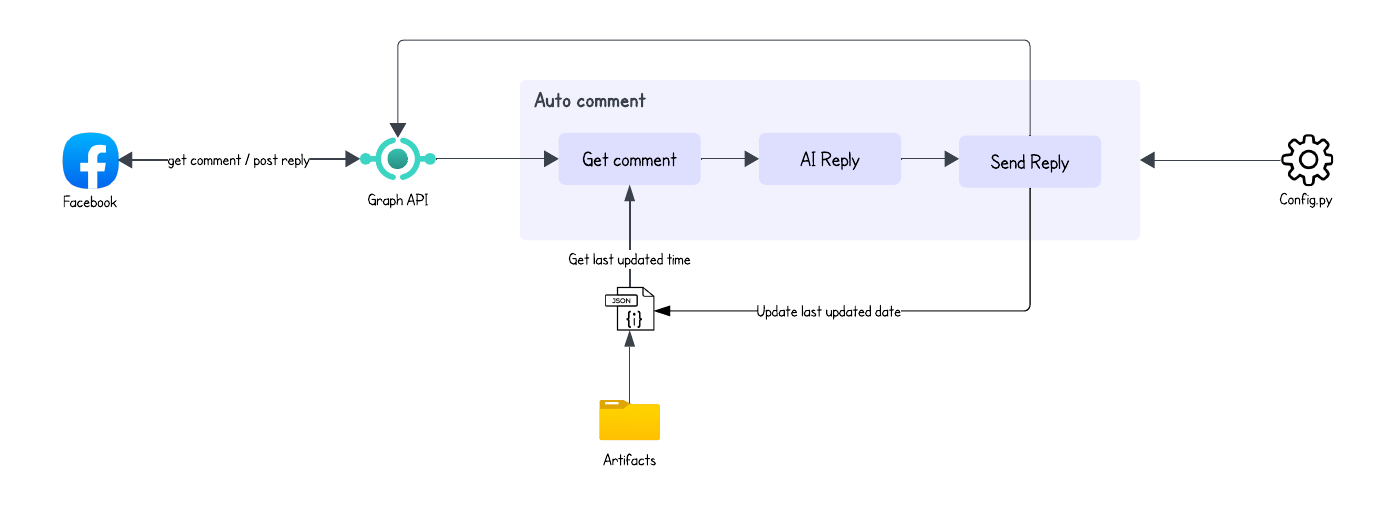 Auto comment
get comment / post reply
Get comment
AI Reply
Send Reply
Facebook
Graph API
Config.py
Get last updated time
JSON
{i}
Update last updated date
Artifacts